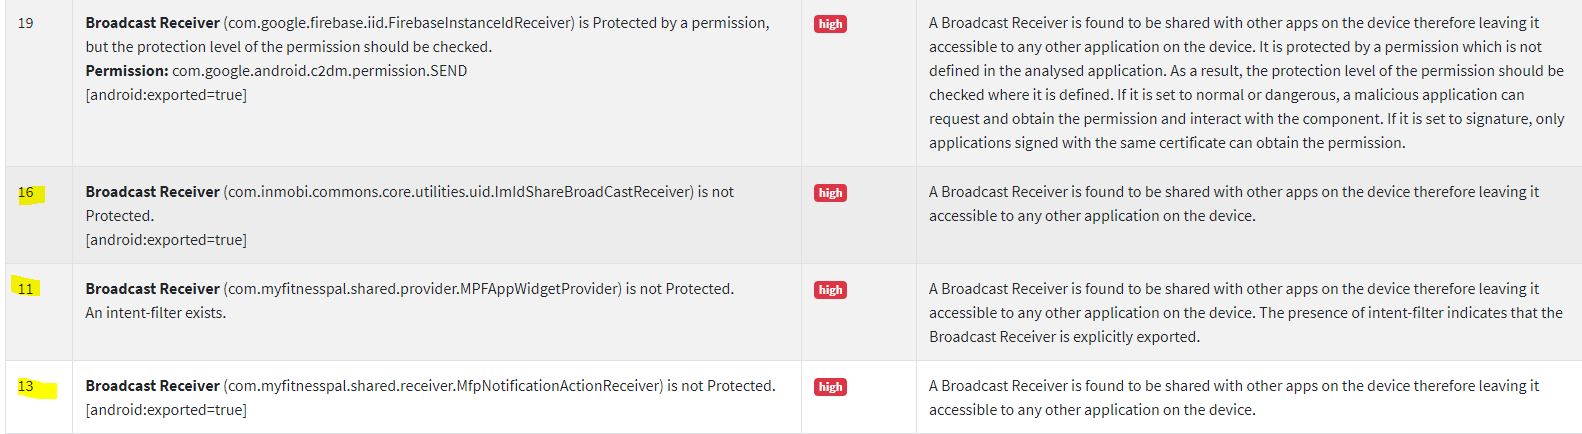 19
Broadcast Receiver (com.google.firebase.iid.FirebaseInstanceIdReceiver) is Protected by a permission,
but the protection level of the permission should be checked.
Permission: com.google.android.c2dm.permission.SEND
[android:exported=true]
high
A Broadcast Receiver is found to be shared with other apps on the device therefore leaving it
accessible to any other application on the device. It is protected by a permission which is not
defined in the analysed application. As a result, the protection level of the permission should be
checked where it is defined. If it is set to normal or dangerous, a malicious application can
request and obtain the permission and interact with the component. If it is set to signature, only
applications signed with the same certificate can obtain the permission.
16
Broadcast Receiver (com.inmobi.commons.core.utilities.uid.ImIdShareBroadCastReceiver) is not
Protected.
[android:exported=true]
high
A Broadcast Receiver is found to be shared with other apps on the device therefore leaving it
accessible to any other application on the device.
11
Broadcast Receiver (com.myfitnesspal.shared.provider.MPFAppWidgetProvider) is not Protected.
An intent-filter exists.
high
A Broadcast Receiver is found to be shared with other apps on the device therefore leaving it
accessible to any other application on the device. The presence of intent-filter indicates that the
Broadcast Receiver is explicitly exported.
13
Broadcast Receiver (com.myfitnesspal.shared.receiver.MfpNotificationActionReceiver) is not Protected.
[android:exported=true]
high
A Broadcast Receiver is found to be shared with other apps on the device therefore leaving it
accessible to any other application on the device.